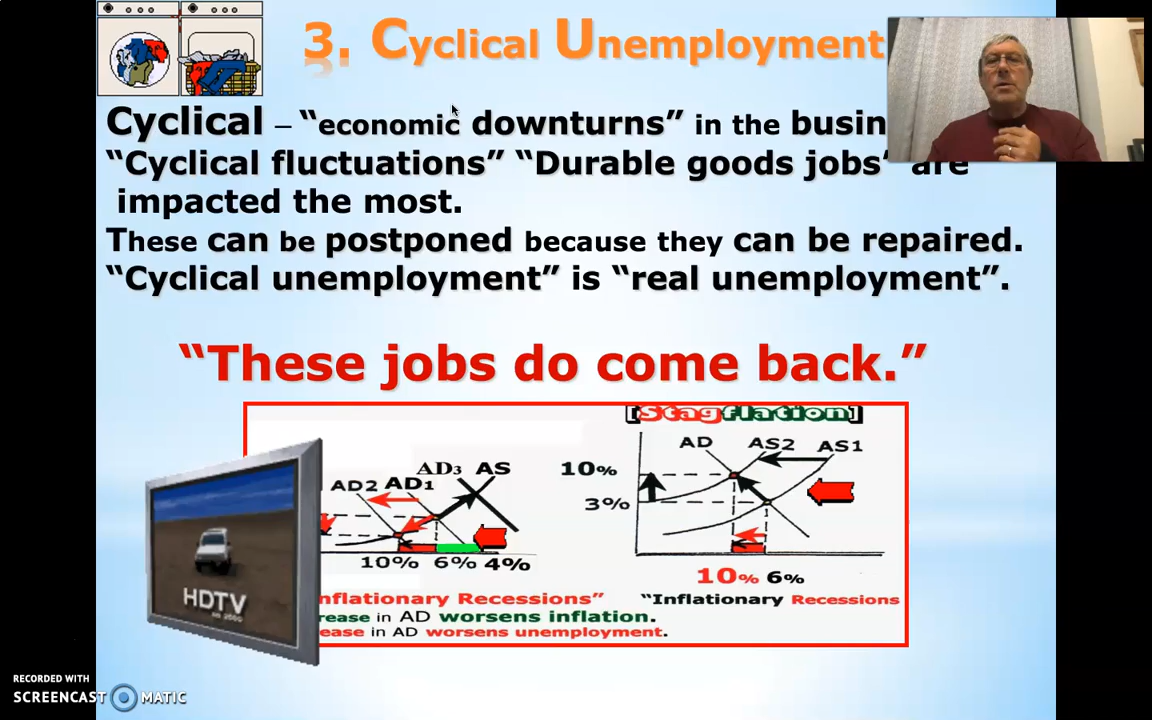 3. Cyclical Unemployment
Cyclical – “economic downturns” in the busin
“Cyclical fluctuations” “Durable goods jobs” are
impacted the most.
These can be postponed because they can be repaired.
“Cyclical unemployment” is “real unemployment”.
“These jobs do come back.”
[Stagflation]
AD3 AS
AD2 AD1
10% 6% 4%
AD AS2 AS1
10%
3%
10% 6%
nflationary Recessions”
“Inflationary Recessions
rease in AD worsens inflation.
ease in AD worsens unemployment.
HDTV
RECORDED WITH
SCREENCAST MATIC